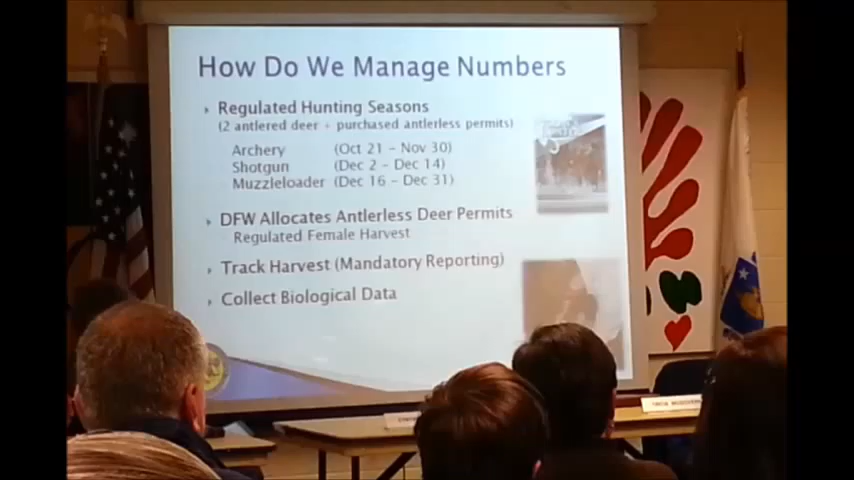 How Do We Manage Numbers
Regulated Hunting Seasons
(2 antlered deer + purchased antlerless permits)
Archery (Oct 21 – Nov 30)
Shotgun (Dec 2 – Dec 14)
Muzzleloader (Dec 16 – Dec 31)
DFW Allocates Antlerless Deer Permits
Regulated Female Harvest
Track Harvest (Mandatory Reporting)
Collect Biological Data